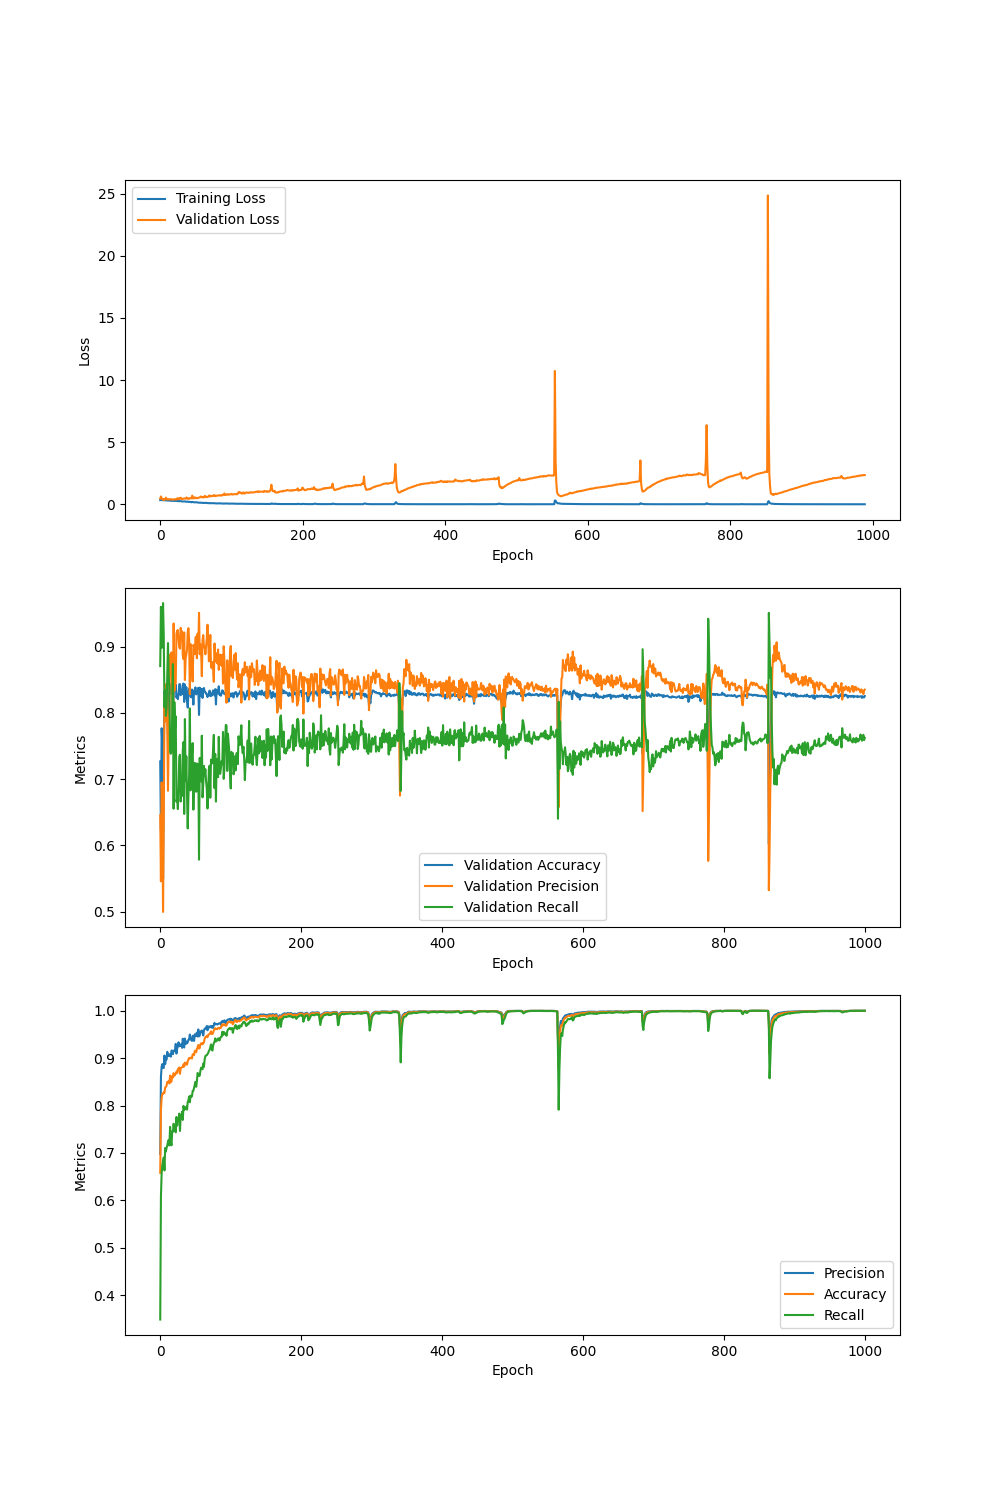 Training Loss
Validation Loss
25
20
15
10
5
0
Loss
0 200 400 600 800 1000
Epoch
0.9
0.8
0.7
0.6
0.5
Metrics
Validation Accuracy
Validation Precision
Validation Recall
0 200 400 600 800 1000
Epoch
1.0
0.9
0.8
0.7
0.6
0.5
0.4
Metrics
Precision
Accuracy
Recall
0 200 400 600 800 1000
Epoch